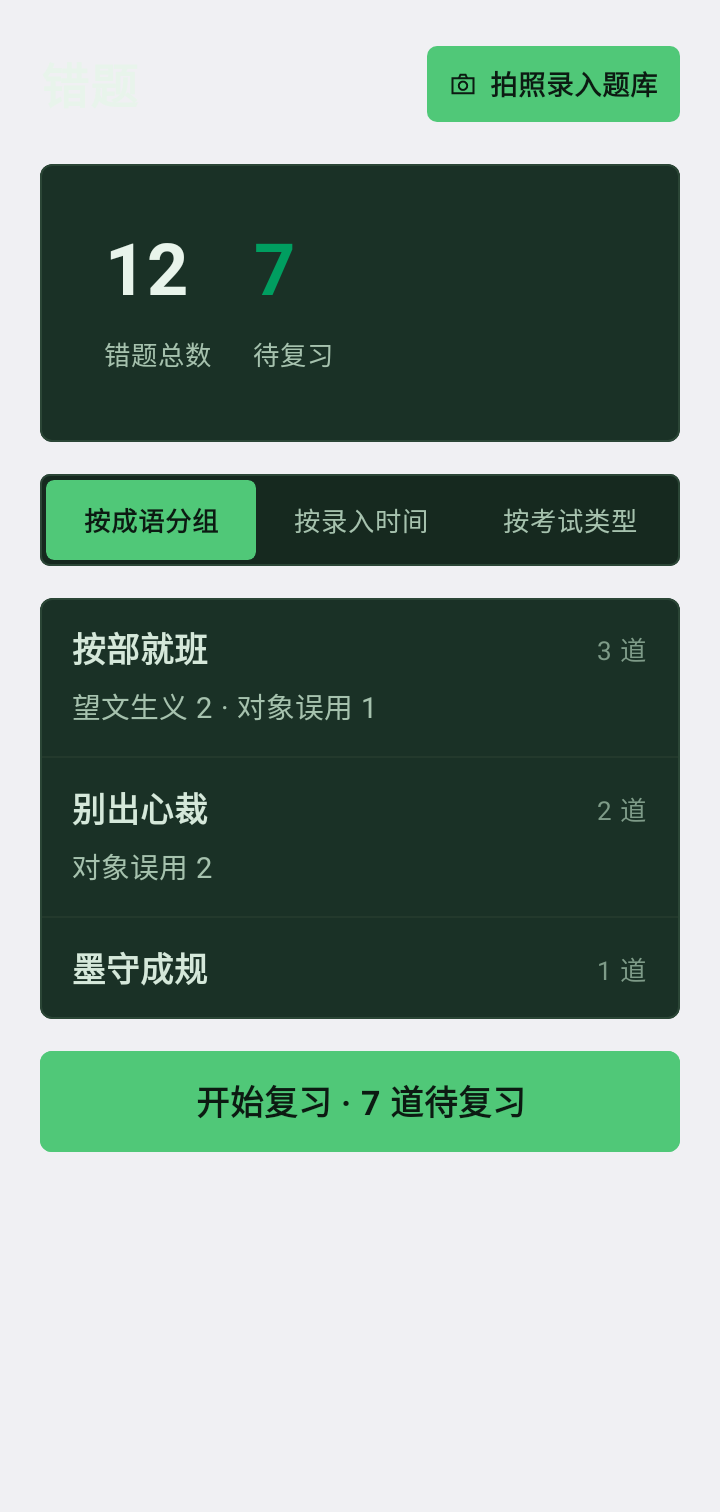 拍照录入题库
12 7
错题总数 待复习
按成语分组 按录入时间 按考试类型
按部就班 3 道
望文生义 2 · 对象误用 1
别出心裁 2 道
对象误用 2
墨守成规 1 道
开始复习 · 7 道待复习